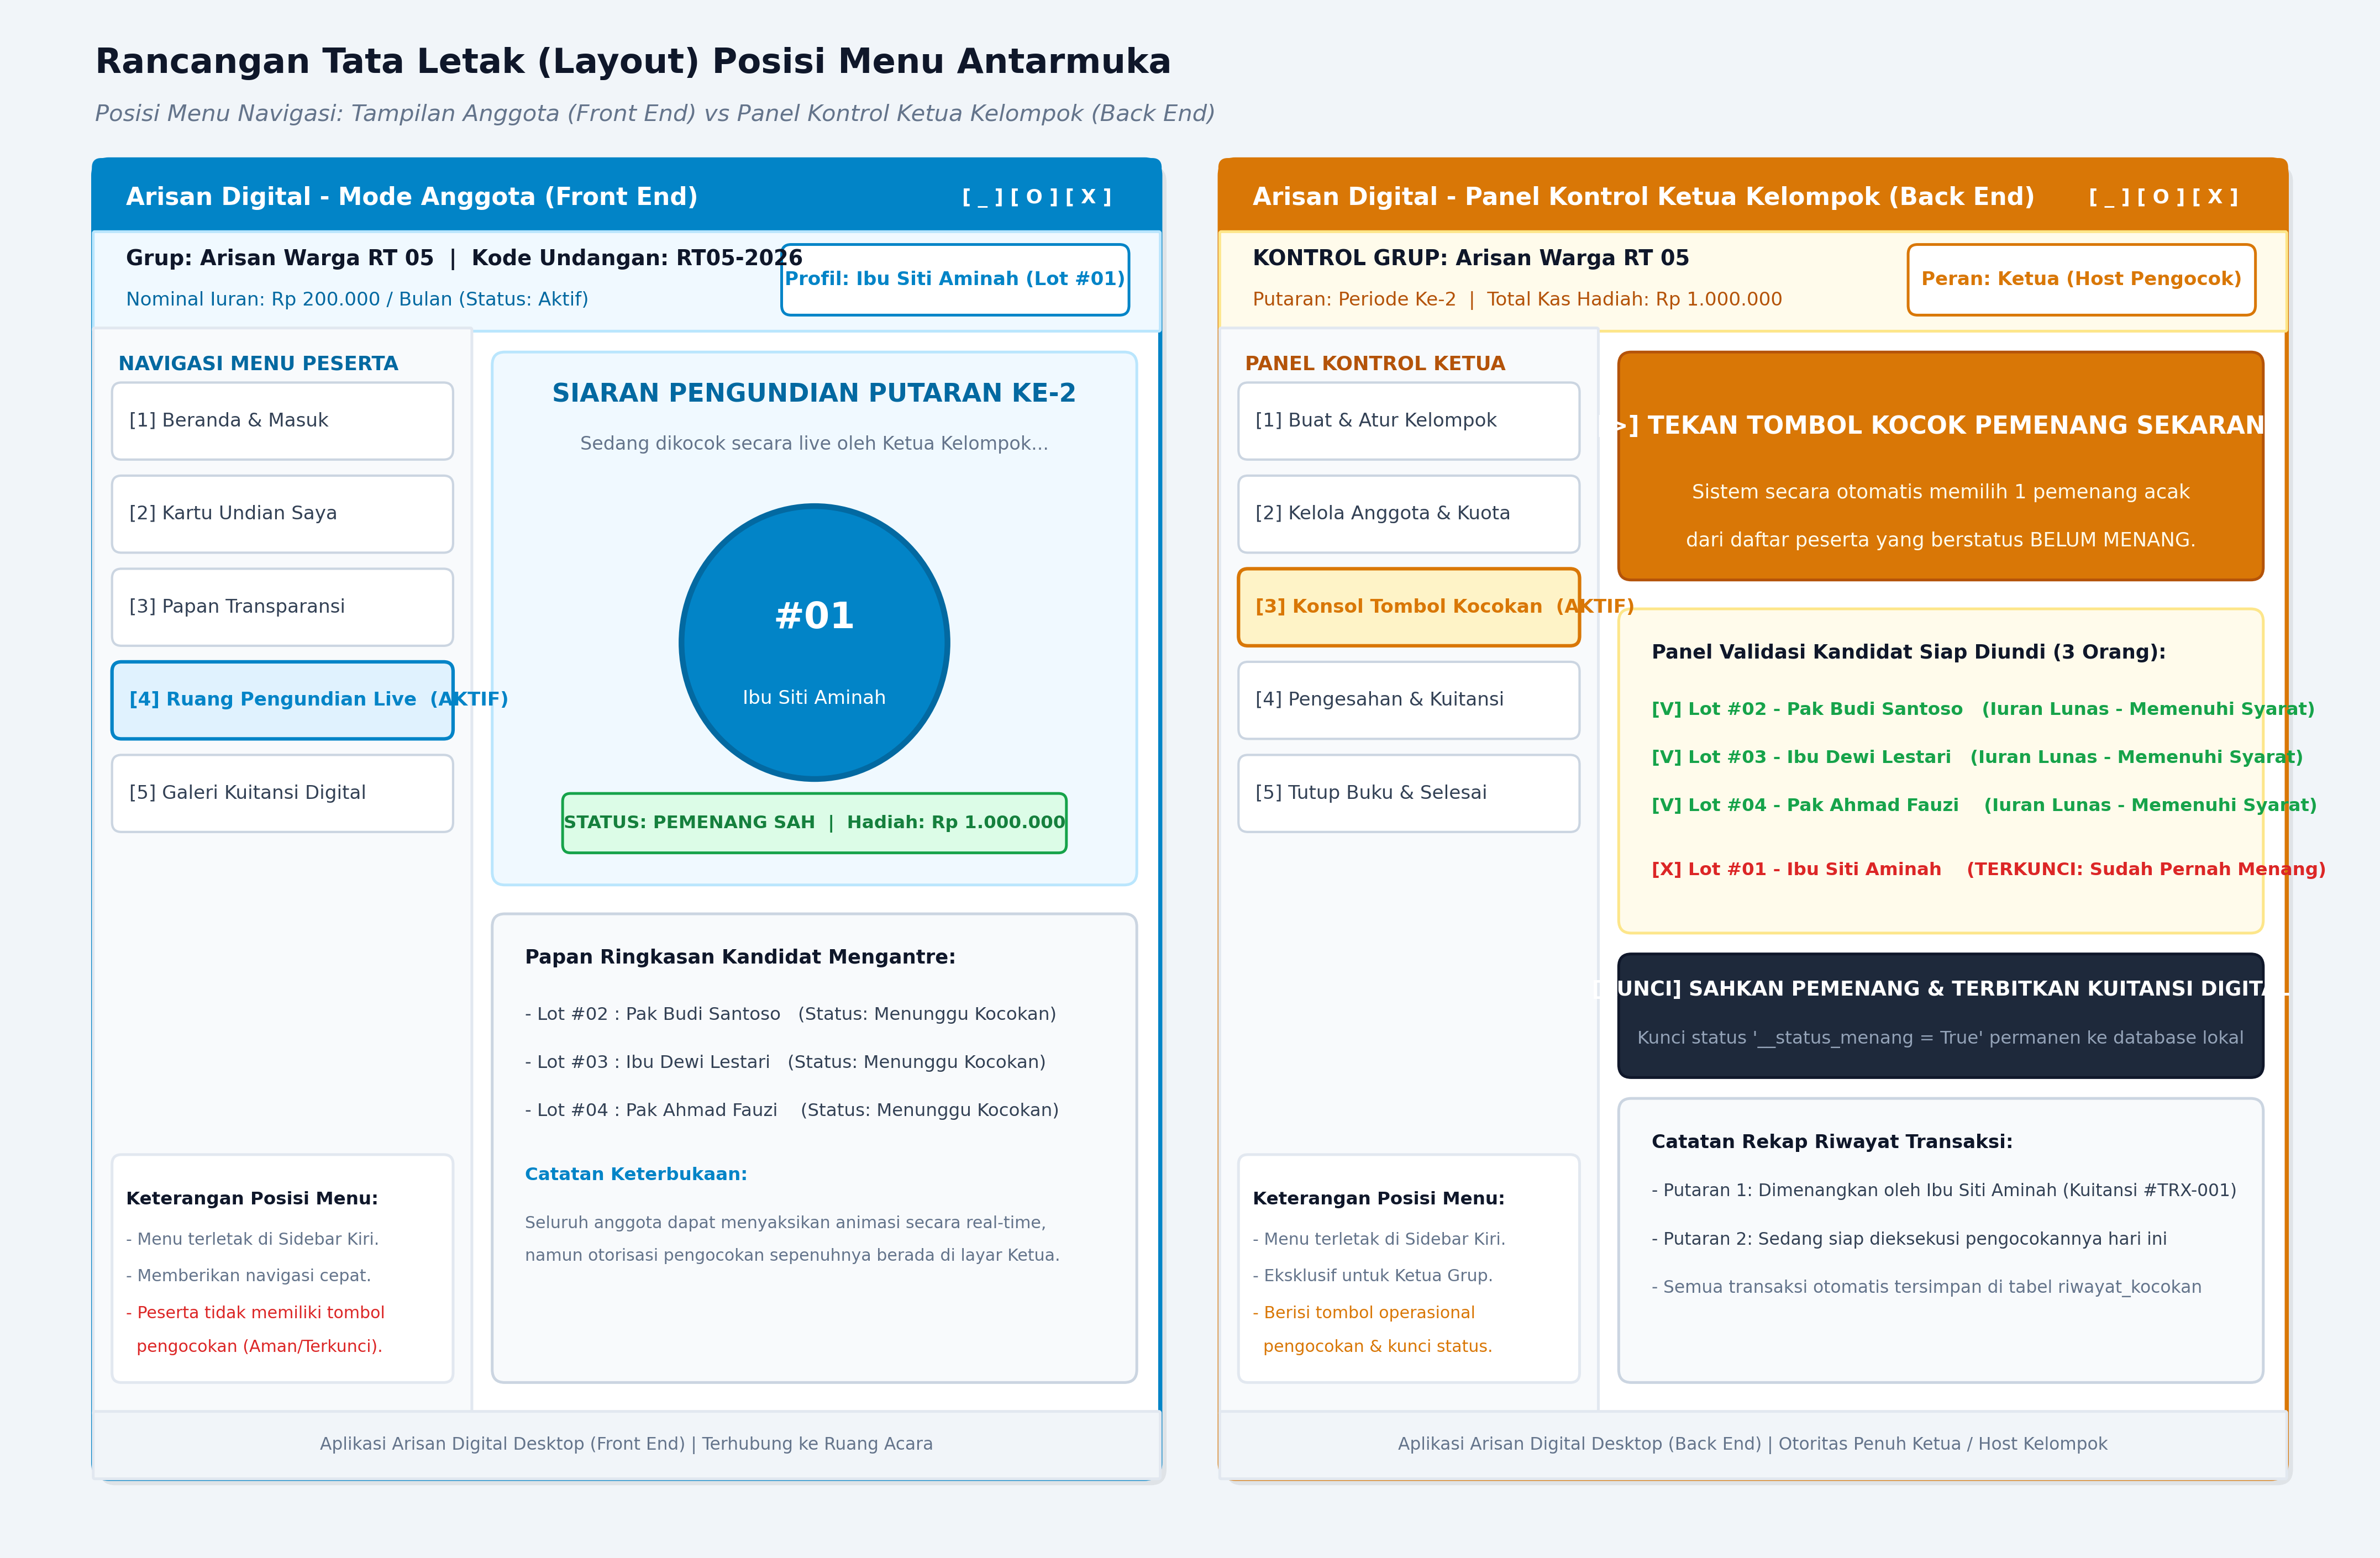 Rancangan Tata Letak (Layout) Posisi Menu Antarmuka
Posisi Menu Navigasi: Tampilan Anggota (Front End) vs Panel Kontrol Ketua Kelompok (Back End)
Arisan Digital - Mode Anggota (Front End)
[ _ ] [ O ] [ X ]
Grup: Arisan Warga RT 05 | Kode Undangan: RT05-2026
Nominal Iuran: Rp 200.000 / Bulan (Status: Aktif)
Profil: Ibu Siti Aminah (Lot #01)
NAVIGASI MENU PESERTA
[1] Beranda & Masuk
[2] Kartu Undian Saya
[3] Papan Transparansi
[4] Ruang Pengundian Live (AKTIF)
[5] Galeri Kuitansi Digital
Keterangan Posisi Menu:
- Menu terletak di Sidebar Kiri.
- Memberikan navigasi cepat.
- Peserta tidak memiliki tombol
pengocokan (Aman/Terkunci).
SIARAN PENGUNDIAN PUTARAN KE-2
Sedang dikocok secara live oleh Ketua Kelompok...
#01
Ibu Siti Aminah
STATUS: PEMENANG SAH | Hadiah: Rp 1.000.000
Papan Ringkasan Kandidat Mengantre:
- Lot #02 : Pak Budi Santoso (Status: Menunggu Kocokan)
- Lot #03 : Ibu Dewi Lestari (Status: Menunggu Kocokan)
- Lot #04 : Pak Ahmad Fauzi (Status: Menunggu Kocokan)
Catatan Keterbukaan:
Seluruh anggota dapat menyaksikan animasi secara real-time,
namun otorisasi pengocokan sepenuhnya berada di layar Ketua.
Aplikasi Arisan Digital Desktop (Front End) | Terhubung ke Ruang Acara
Arisan Digital - Panel Kontrol Ketua Kelompok (Back End)
[ _ ] [ O ] [ X ]
KONTROL GRUP: Arisan Warga RT 05
Putaran: Periode Ke-2 | Total Kas Hadiah: Rp 1.000.000
Peran: Ketua (Host Pengocok)
PANEL KONTROL KETUA
[1] Buat & Atur Kelompok
[2] Kelola Anggota & Kuota
[3] Konsol Tombol Kocokan (AKTIF)
[4] Pengesahan & Kuitansi
[5] Tutup Buku & Selesai
Keterangan Posisi Menu:
- Menu terletak di Sidebar Kiri.
- Eksklusif untuk Ketua Grup.
- Berisi tombol operasional
pengocokan & kunci status.
>] TEKAN TOMBOL KOCOK PEMENANG SEKARAN
Sistem secara otomatis memilih 1 pemenang acak
dari daftar peserta yang berstatus BELUM MENANG.
Panel Validasi Kandidat Siap Diundi (3 Orang):
[V] Lot #02 - Pak Budi Santoso (Iuran Lunas - Memenuhi Syarat)
[V] Lot #03 - Ibu Dewi Lestari (Iuran Lunas - Memenuhi Syarat)
[V] Lot #04 - Pak Ahmad Fauzi (Iuran Lunas - Memenuhi Syarat)
[X] Lot #01 - Ibu Siti Aminah (TERKUNCI: Sudah Pernah Menang)
UNCI] SAHKAN PEMENANG & TERBITKAN KUITANSI DIGITAL
Kunci status '__status_menang = True' permanen ke database lokal
Catatan Rekap Riwayat Transaksi:
- Putaran 1: Dimenangkan oleh Ibu Siti Aminah (Kuitansi #TRX-001)
- Putaran 2: Sedang siap dieksekusi pengocokannya hari ini
- Semua transaksi otomatis tersimpan di tabel riwayat_kocokan
Aplikasi Arisan Digital Desktop (Back End) | Otoritas Penuh Ketua / Host Kelompok